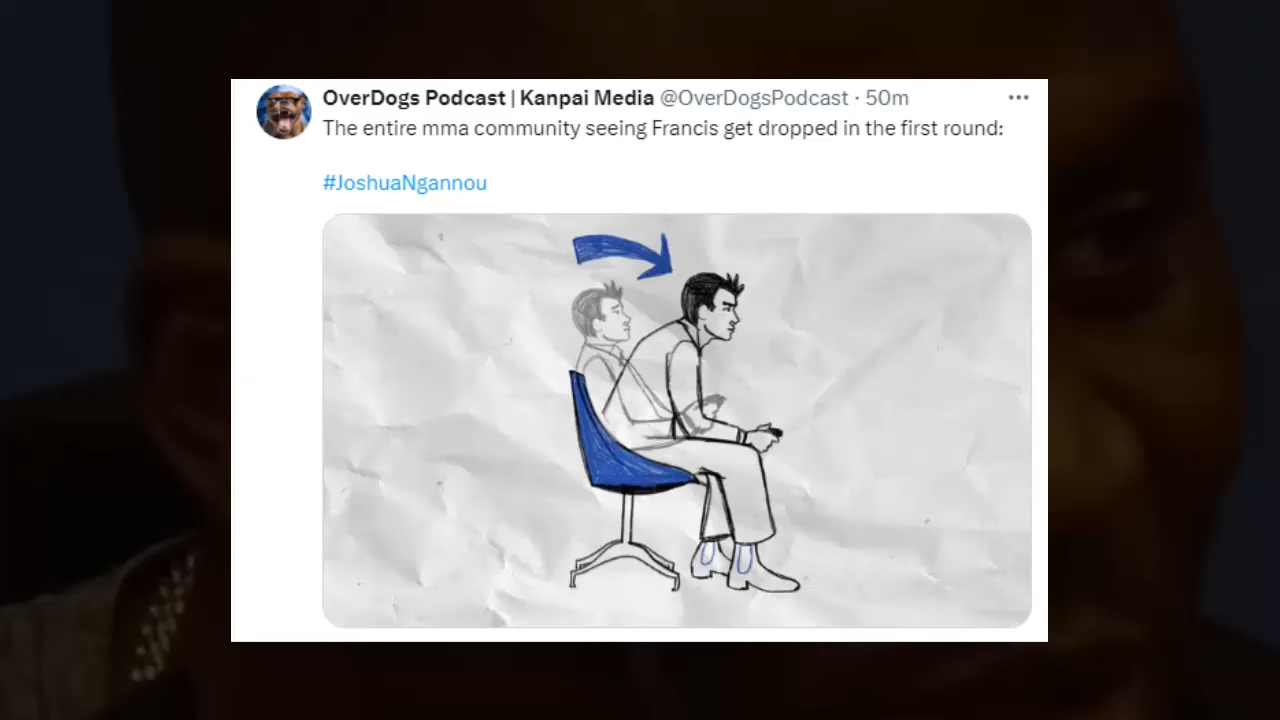 OverDogs Podcast | Kanpai Media @OverDogsPodcast · 50m
The entire mma community seeing Francis get dropped in the first round:
#JoshuaNgannou